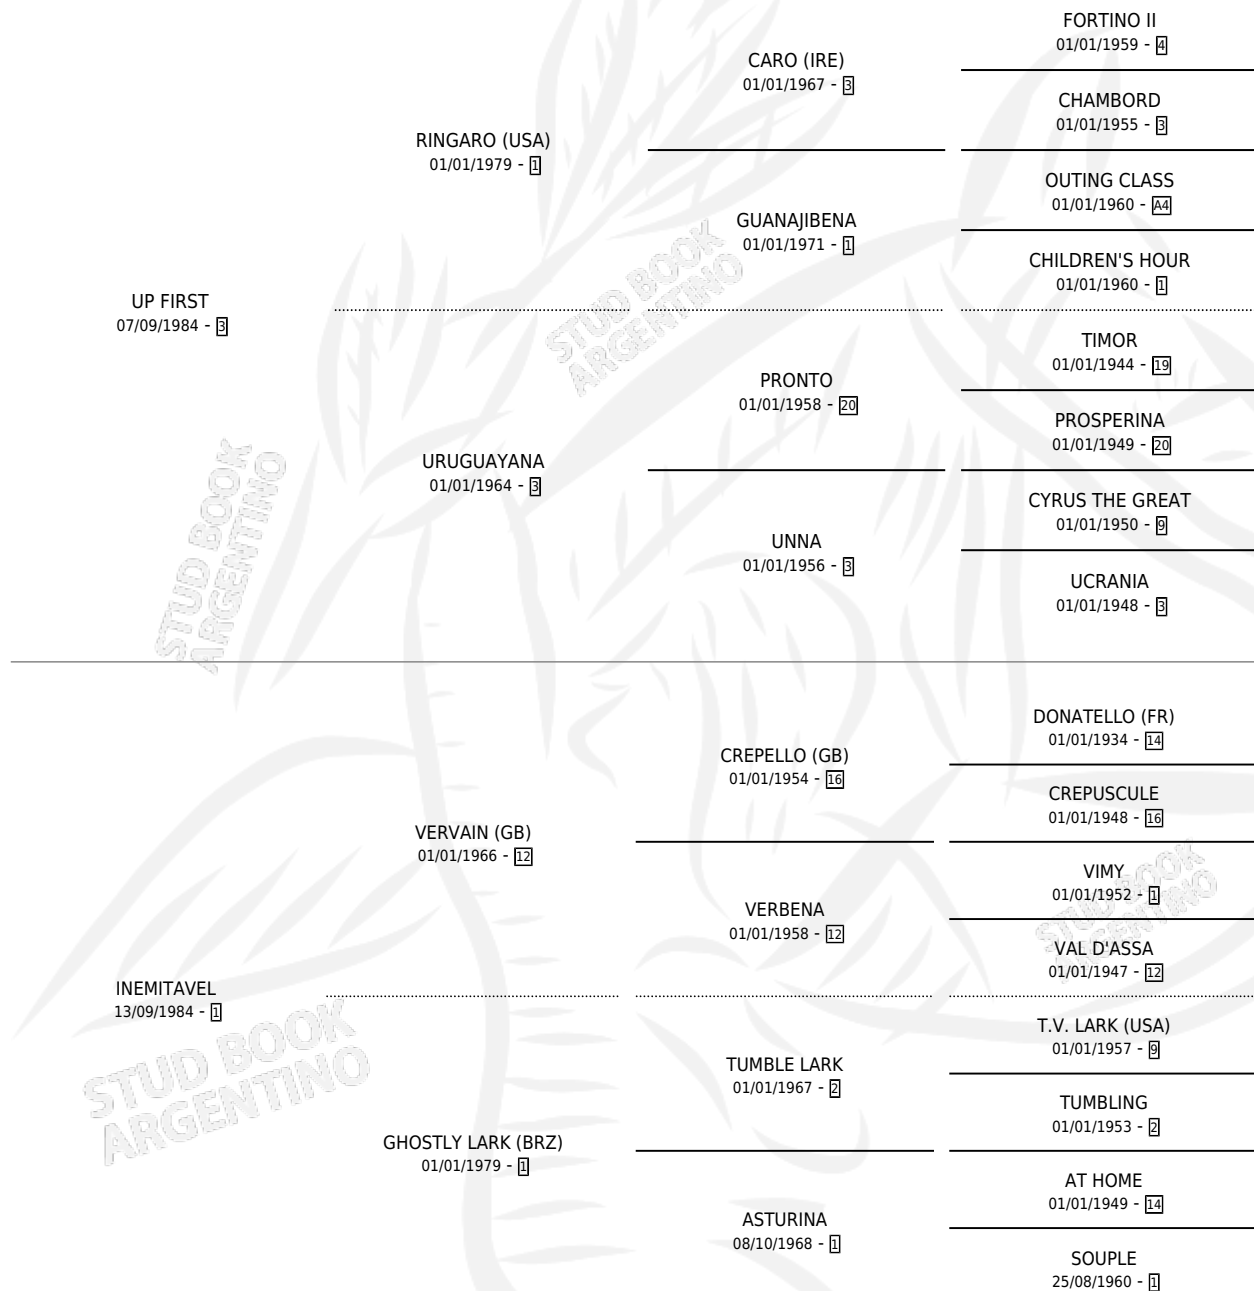 FORTINO II
01/01/1959 - 4
CARO (IRE)
01/01/1967 - 3
CHAMBORD
01/01/1955 - 3
RINGARO (USA)
01/01/1979 - 1
OUTING CLASS
01/01/1960 - A4
GUANAJIBENA
01/01/1971 - 1
CHILDREN'S HOUR
01/01/1960 - 1
UP FIRST
07/09/1984 - 3
STUD BOOK
ARGENTINO
TIMOR
01/01/1944 - 19
PRONTO
01/01/1958 - 20
PROSPERINA
01/01/1949 - 20
URUGUAYANA
01/01/1964 - 3
CYRUS THE GREAT
01/01/1950 - 9
UNNA
01/01/1956 - 3
UCRANIA
01/01/1948 - 3
STUD BOOK
ARGENTINO
DONATELLO (FR)
01/01/1934 - 14
CREPELLO (GB)
01/01/1954 - 16
CREPUSCULE
01/01/1948 - 16
VERVAIN (GB)
01/01/1966 - 12
VIMY
01/01/1952 - 1
VERBENA
01/01/1958 - 12
STUD BOOK
ARGENTINO
VAL D'ASSA
01/01/1947 - 12
INEMITAVEL
13/09/1984 - 1
T.V. LARK (USA)
01/01/1957 - 9
TUMBLE LARK
01/01/1967 - 2
STUD BOOK
ARGENTINO
TUMBLING
01/01/1953 - 2
GHOSTLY LARK (BRZ)
01/01/1979 - 1
AT HOME
01/01/1949 - 14
ASTURINA
08/10/1968 - 1
SOUPLE
25/08/1960 - 1